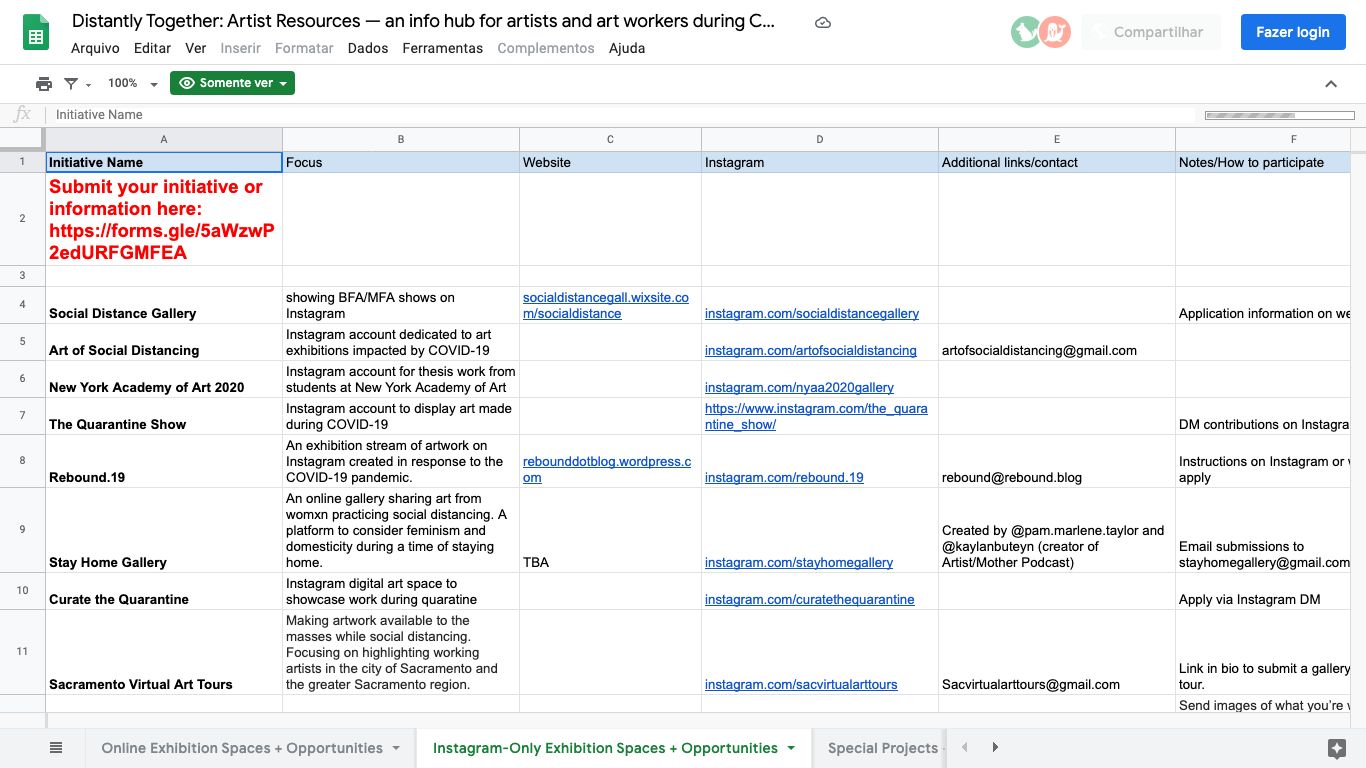 Distantly Together: Artist Resources — an info hub for artists and art workers during C...
Arquivo Editar Ver Inserir Formatar Dados Ferramentas Complementos Ajuda
Compartilhar
Fazer login
100%
Somente ver
fx
Initiative Name
A B C D E F
1 Initiative Name Focus Website Instagram Additional links/contact Notes/How to participate
2
Submit your initiative or
information here:
https://forms.gle/5aWzwP
2edURFGMFEA
3
4
Social Distance Gallery
showing BFA/MFA shows on
Instagram
socialdistancegall.wixsite.co
m/socialdistance
instagram.com/socialdistancegallery
Application information on we
5
Art of Social Distancing
Instagram account dedicated to art
exhibitions impacted by COVID-19
instagram.com/artofsocialdistancing
artofsocialdistancing@gmail.com
6
New York Academy of Art 2020
Instagram account for thesis work from
students at New York Academy of Art
instagram.com/nyaa2020gallery
7
The Quarantine Show
Instagram account to display art made
during COVID-19
https://www.instagram.com/the_quara
ntine_show/
DM contributions on Instagra
8
Rebound.19
An exhibition stream of artwork on
Instagram created in response to the
COVID-19 pandemic.
rebounddotblog.wordpress.c
om
instagram.com/rebound.19
rebound@rebound.blog
Instructions on Instagram or
apply
9
Stay Home Gallery
An online gallery sharing art from
womxn practicing social distancing. A
platform to consider feminism and
domesticity during a time of staying
home.
TBA
instagram.com/stayhomegallery
Created by @pam.marlene.taylor and
@kaylanbuteyn (creator of
Artist/Mother Podcast)
Email submissions to
stayhomegallery@gmail.com
10
Curate the Quarantine
Instagram digital art space to
showcase work during quaratine
instagram.com/curatethequarantine
Apply via Instagram DM
11
Sacramento Virtual Art Tours
Making artwork available to the
masses while social distancing.
Focusing on highlighting working
artists in the city of Sacramento and
the greater Sacramento region.
instagram.com/sacvirtualarttours
Sacvirtualarttours@gmail.com
Link in bio to submit a gallery
tour.
Send images of what you're
Online Exhibition Spaces + Opportunities
Instagram-Only Exhibition Spaces + Opportunities
Special Projects